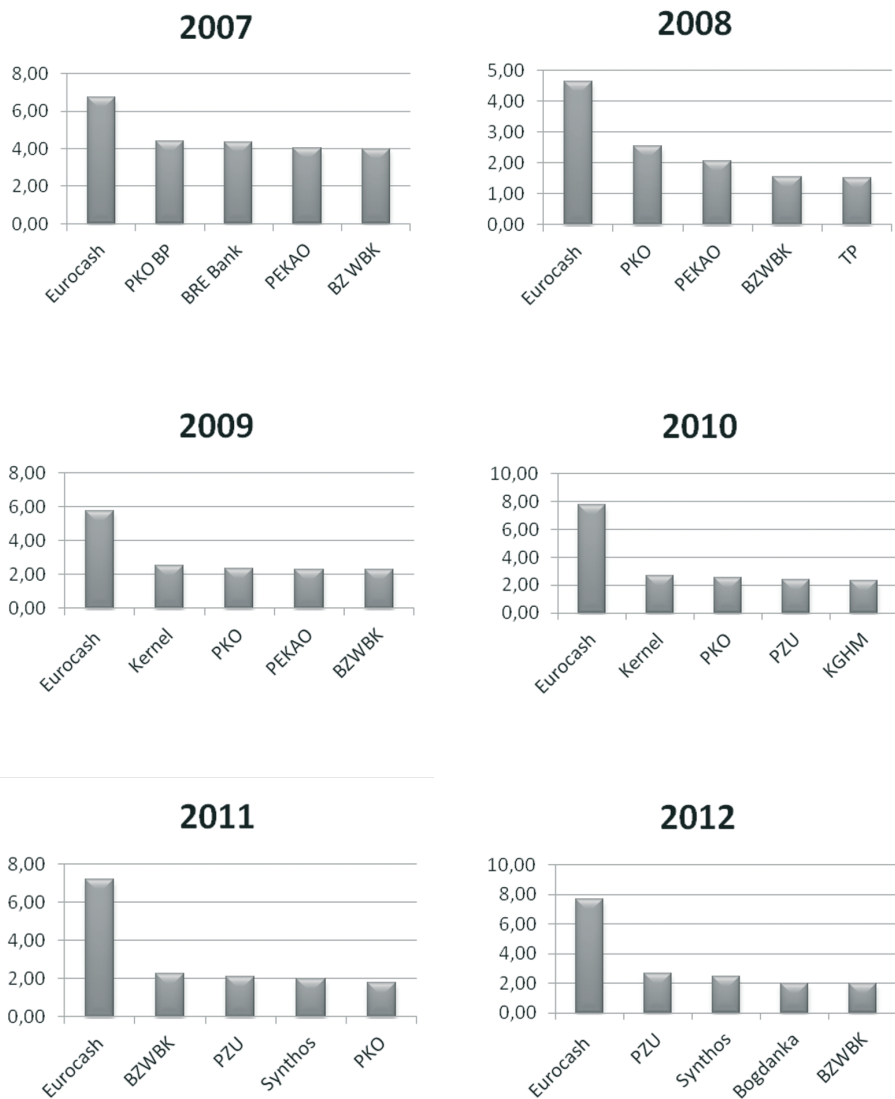 2007
8,00
6,00
4,00
2,00
0,00
Eurocash
PKO BP
BRE Bank
PEKAO
BZ WBK
2008
5,00
4,00
3,00
2,00
1,00
0,00
Eurocash
PKO
PEKAO
BZWBK
TP
2009
8,00
6,00
4,00
2,00
0,00
Eurocash
Kernel
PKO
PEKAO
BZWBK
2010
10,00
8,00
6,00
4,00
2,00
0,00
Eurocash
Kernel
PKO
PZU
KGHM
2011
8,00
6,00
4,00
2,00
0,00
Eurocash
BZWBK
PZU
Synthos
PKO
2012
10,00
8,00
6,00
4,00
2,00
0,00
Eurocash
PZU
Synthos
Bogdanka
BZWBK